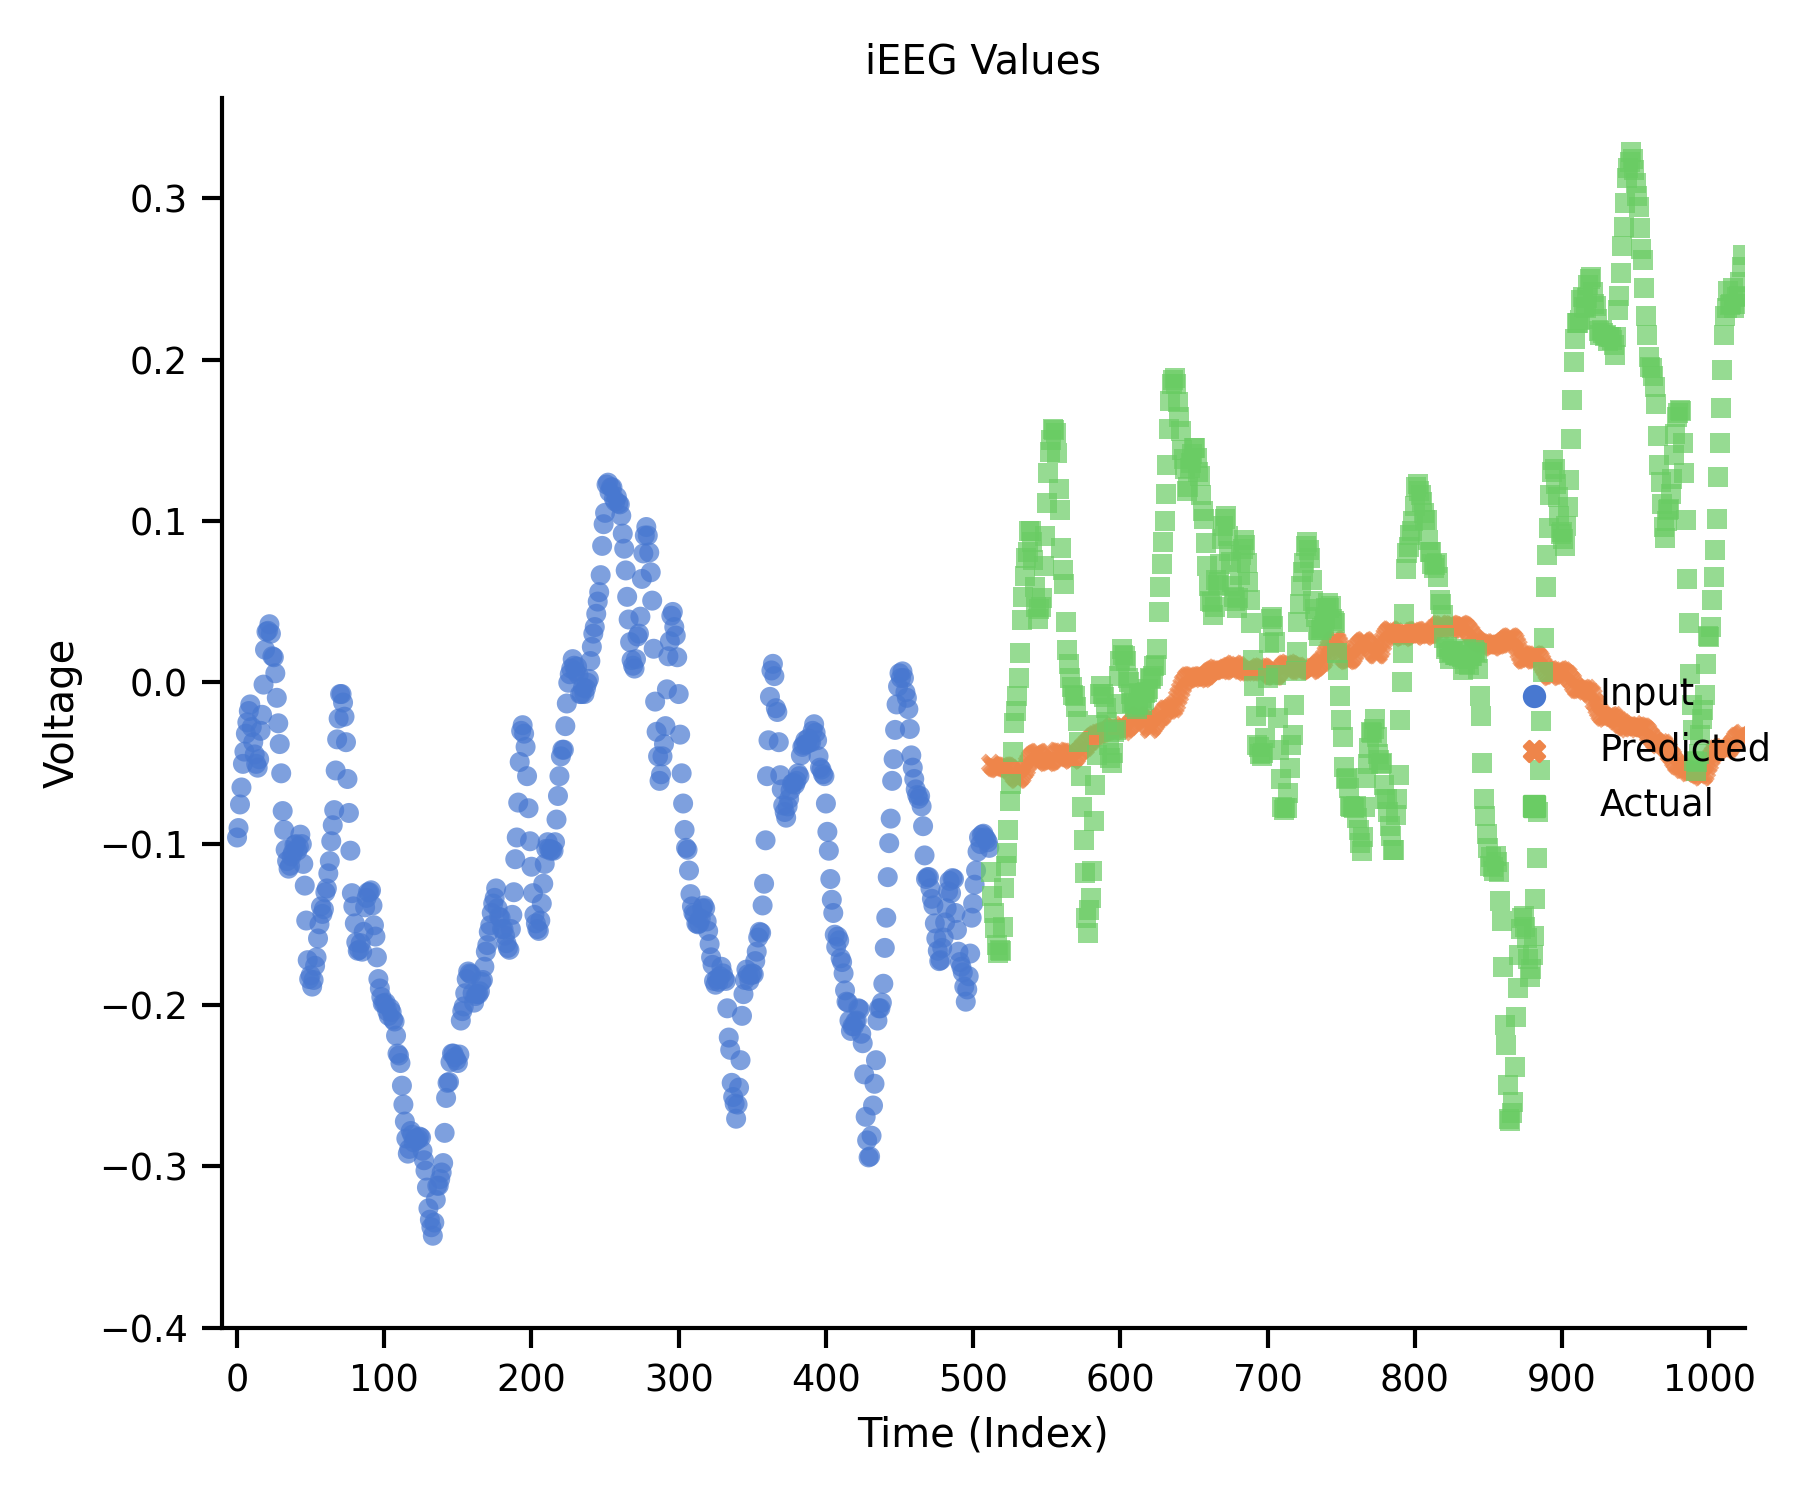 iEEG Values
Voltage
0.3
0.2
0.1
0.0
−0.1
−0.2
−0.3
−0.4
Input
Predicted
Actual
0 100 200 300 400 500 600 700 800 900 1000
Time (Index)